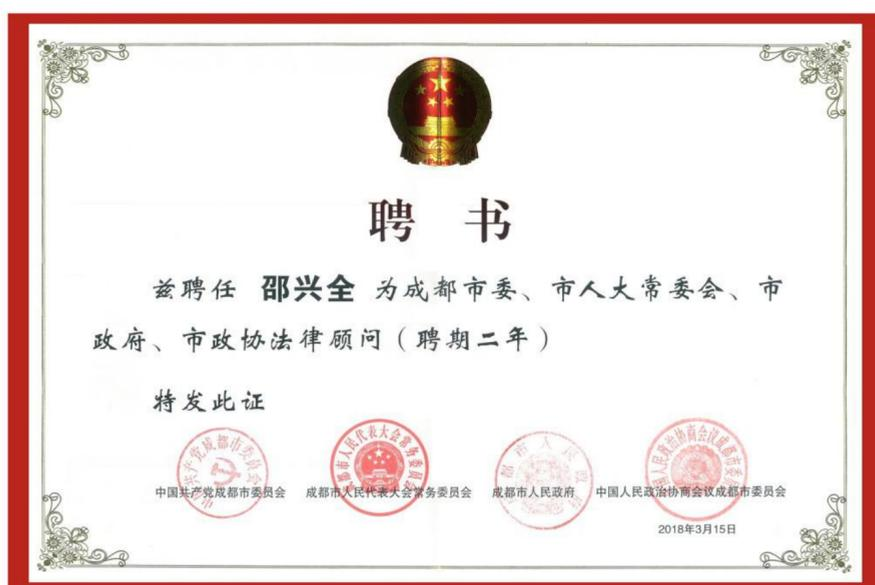 聘 书
兹聘任 邵兴全 为成都市委、市人大常委会、市
政府、市政协法律顾问（聘期二年）
特发此证
中国共产党成都市委员会
成都市人民代表大会常务委员会
成都市人民政府
中国人民政治协商会议成都市委员会
2018年3月15日